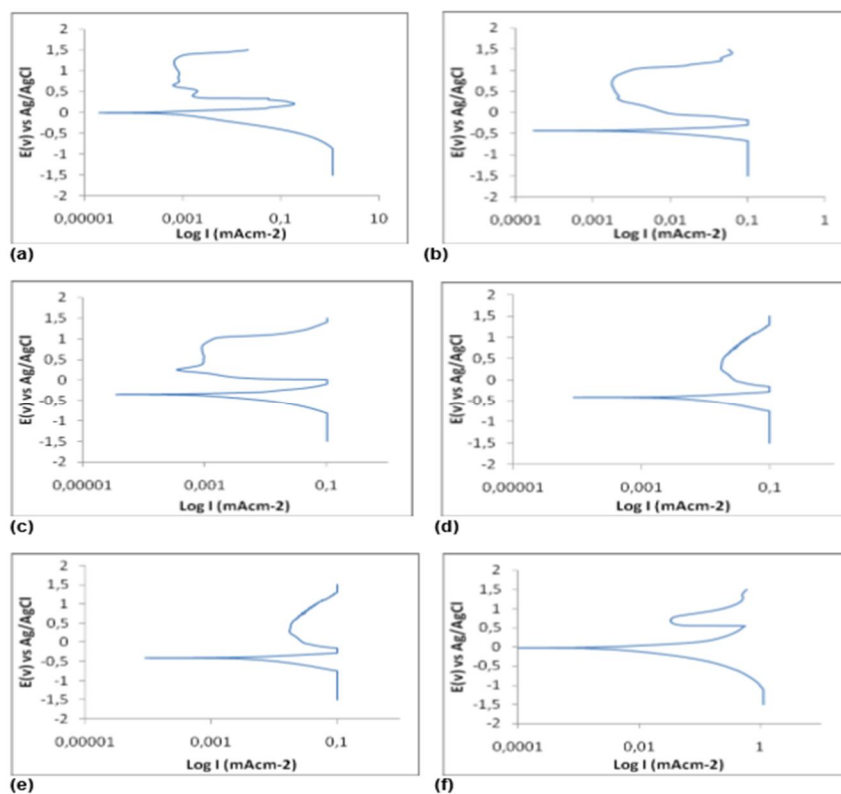 2
1,5
1
0,5
0
-0,5
-1
-1,5
-2
E(v) vs Ag/AgCl
0,00001 0,001 0,1 10
Log I (mAcm-2)
(a)
2
1,5
1
0,5
0
-0,5
-1
-1,5
-2
E(v) vs Ag/AgCl
0,0001 0,001 0,01 0,1 1
Log I (mAcm-2)
(b)
2
1,5
1
0,5
0
-0,5
-1
-1,5
-2
E(v) vs Ag/AgCl
0,00001 0,001 0,1
Log I (mAcm-2)
(c)
2
1,5
1
0,5
0
-0,5
-1
-1,5
-2
E(v) vs Ag/AgCl
0,00001 0,001 0,1
Log I (mAcm-2)
(d)
2
1,5
1
0,5
0
-0,5
-1
-1,5
-2
E(v) vs Ag/AgCl
0,00001 0,001 0,1
Log I (mAcm-2)
(e)
2
1,5
1
0,5
0
-0,5
-1
-1,5
-2
E(v) vs Ag/AgCl
0,0001 0,01 1
Log I (mAcm-2)
(f)